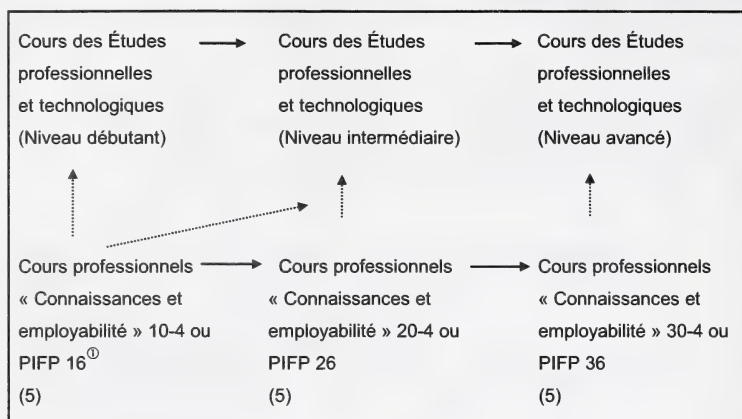 Cours des Études
professionnelles
et technologiques
(Niveau débutant)
Cours des Études
professionnelles
et technologiques
(Niveau intermédiaire)
Cours des Études
professionnelles
et technologiques
(Niveau avancé)
Cours professionnels
« Connaissances et
employabilité » 10-4 ou
PIFP 16①
(5)
Cours professionnels
« Connaissances et
employabilité » 20-4 ou
PIFP 26
(5)
Cours professionnels
« Connaissances et
employabilité » 30-4 ou
PIFP 36
(5)